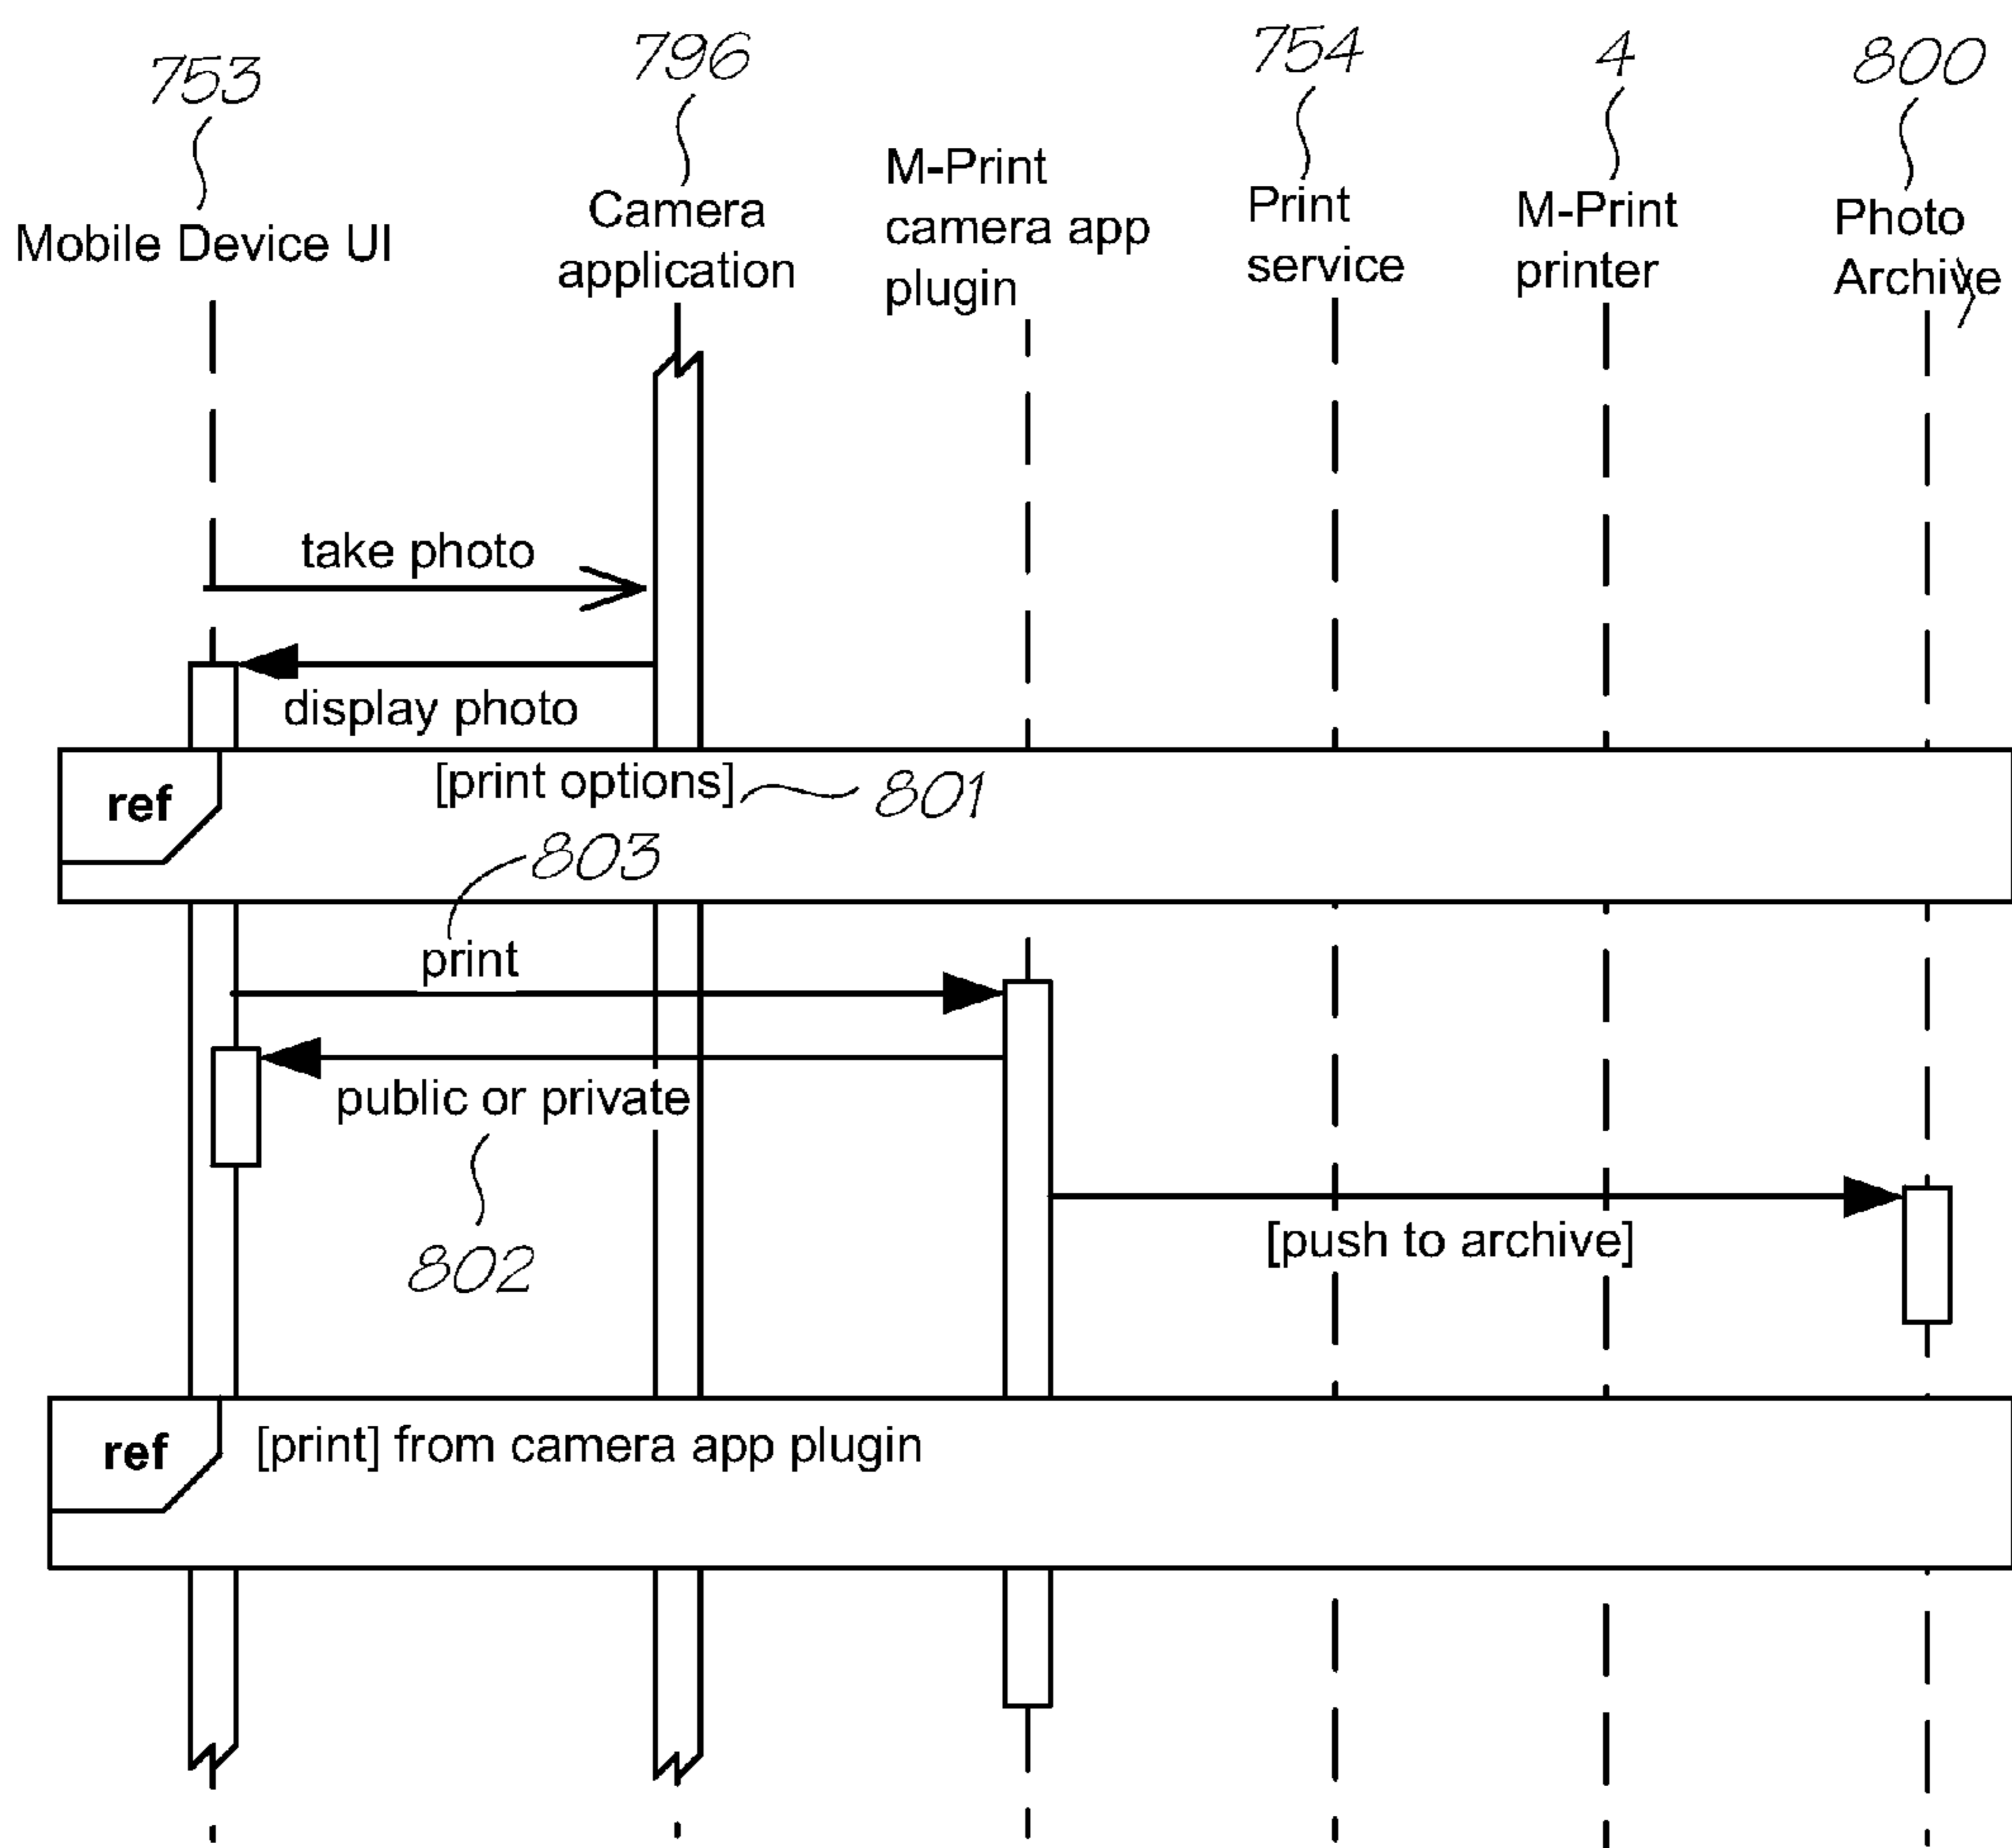 753
796
754
4
800
Mobile Device UI
Camera
application
M-Print
camera app
plugin
Print
service
M-Print
printer
Photo
Archive
take photo
display photo
ref
[print options]
801
803
print
public or private
802
[push to archive]
ref
[print] from camera app plugin